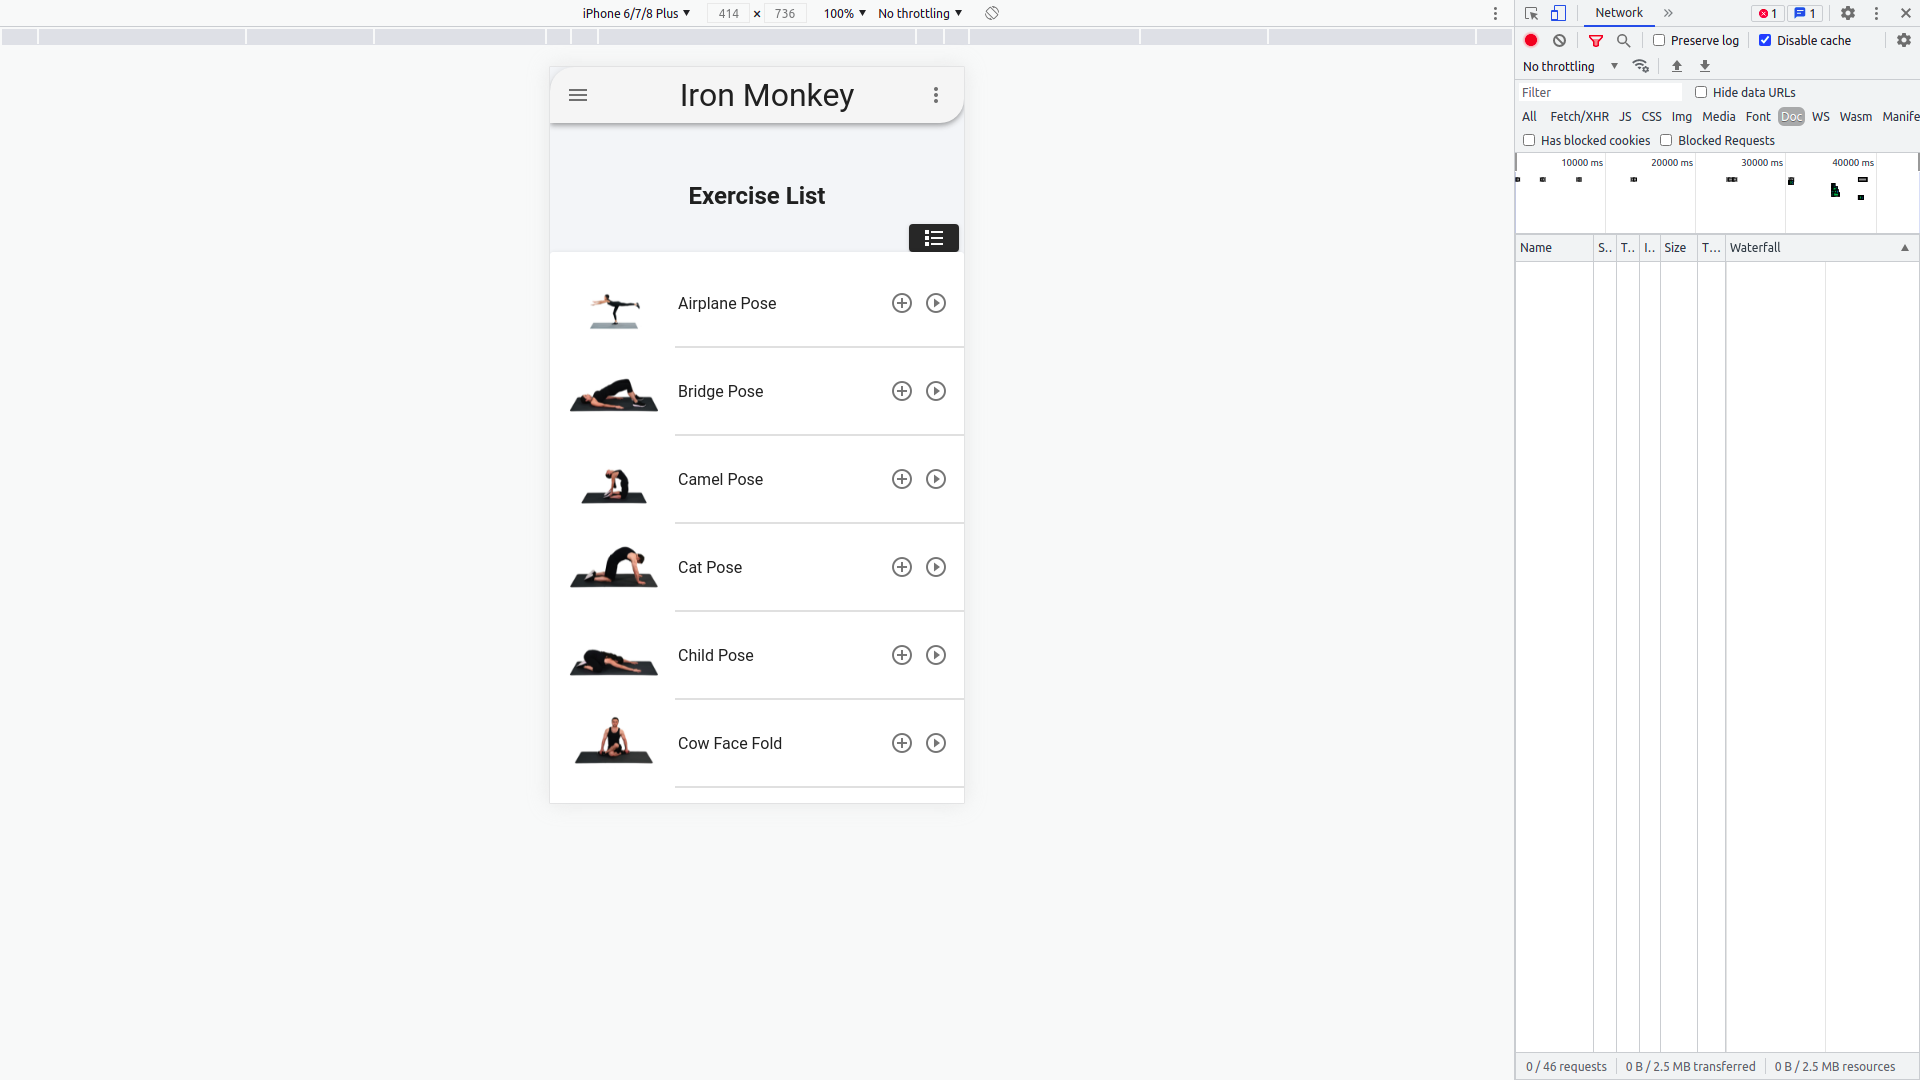 iPhone 6/7/8 Plus ▼ 414 × 736 100% ▼ No throttling ▼
Iron Monkey
Exercise List
Airplane Pose
Bridge Pose
Camel Pose
Cat Pose
Child Pose
Cow Face Fold
Network » 1 1
Preserve log Disable cache
No throttling ▼
Filter Hide data URLs
All Fetch/XHR JS CSS Img Media Font Doc WS Wasm Manife
Has blocked cookies Blocked Requests
10000 ms 20000 ms 30000 ms 40000 ms
Name S.. T.. I.. Size T... Waterfall ▲
0 / 46 requests 0 B / 2.5 MB transferred 0 B / 2.5 MB resources